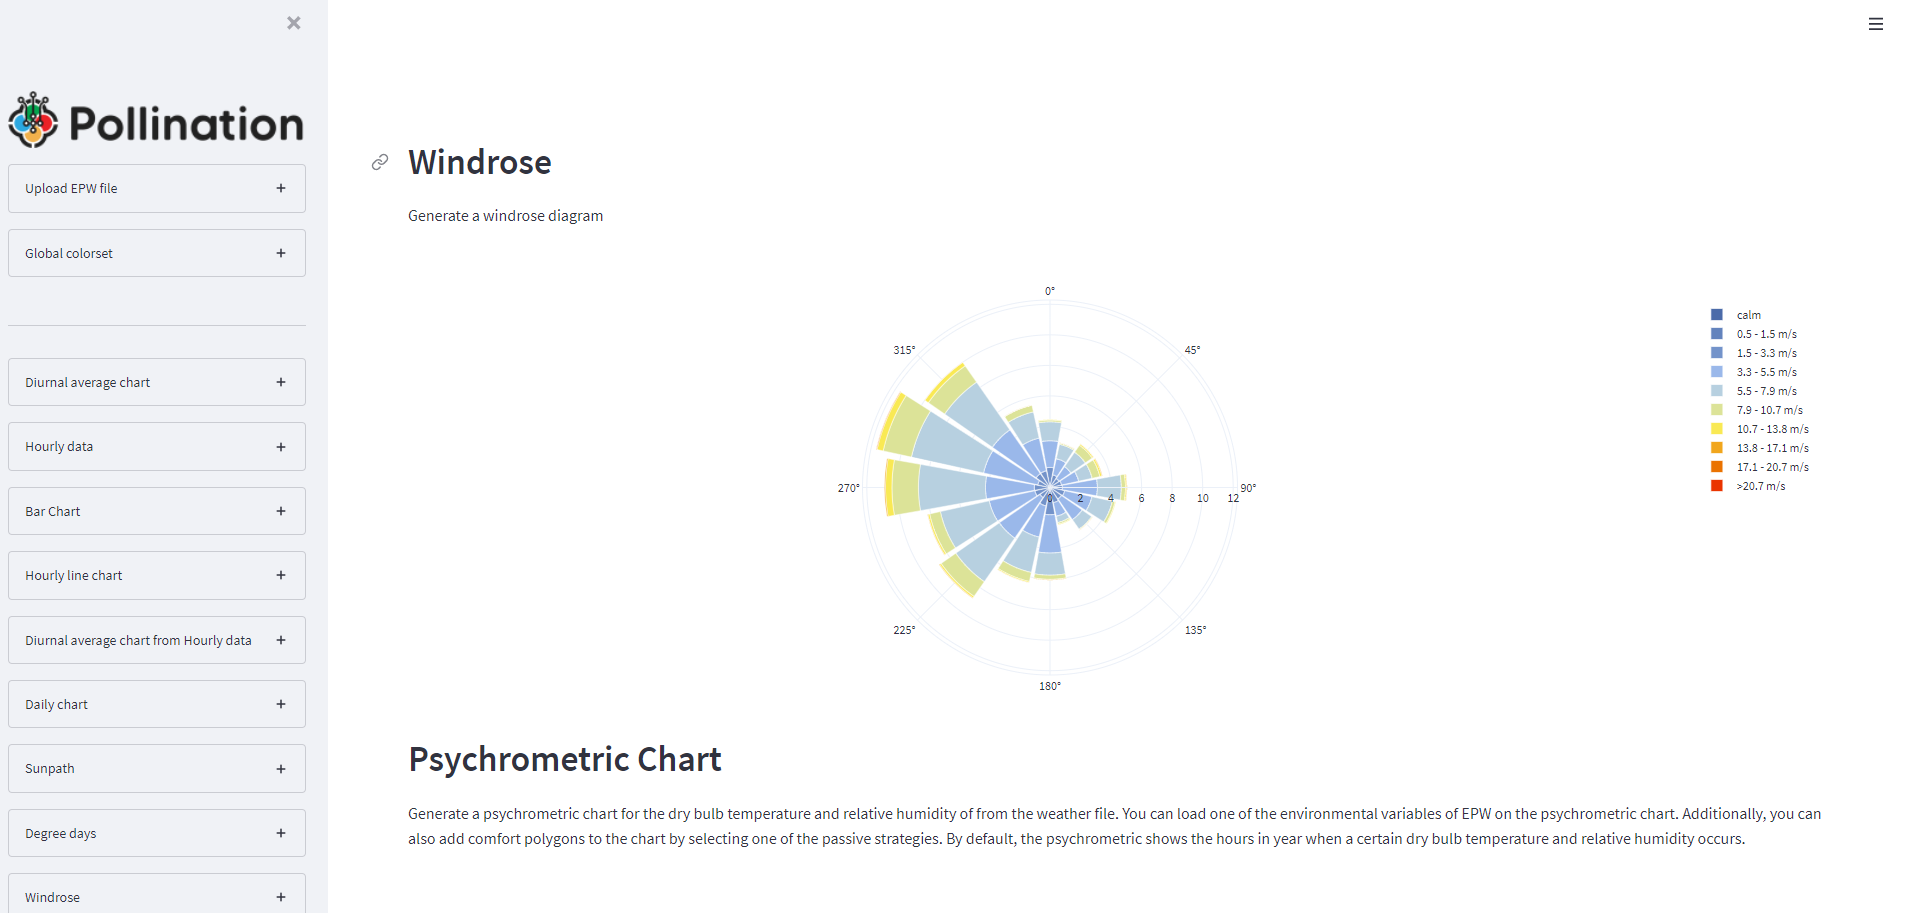 Pollination
Upload EPW file
Global colorset
Diurnal average chart
Hourly data
Bar Chart
Hourly line chart
Diurnal average chart from Hourly data
Daily chart
Sunpath
Degree days
Windrose
Windrose
Generate a windrose diagram
0°
315° 45°
270° 0 2 4 6 8 10 12 90°
225° 135°
180°
calm
0.5 - 1.5 m/s
1.5 - 3.3 m/s
3.3 - 5.5 m/s
5.5 - 7.9 m/s
7.9 - 10.7 m/s
10.7 - 13.8 m/s
13.8 - 17.1 m/s
17.1 - 20.7 m/s
>20.7 m/s
Psychrometric Chart
Generate a psychrometric chart for the dry bulb temperature and relative humidity of from the weather file. You can load one of the environmental variables of EPW on the psychrometric chart. Additionally, you can
also add comfort polygons to the chart by selecting one of the passive strategies. By default, the psychrometric shows the hours in year when a certain dry bulb temperature and relative humidity occurs.